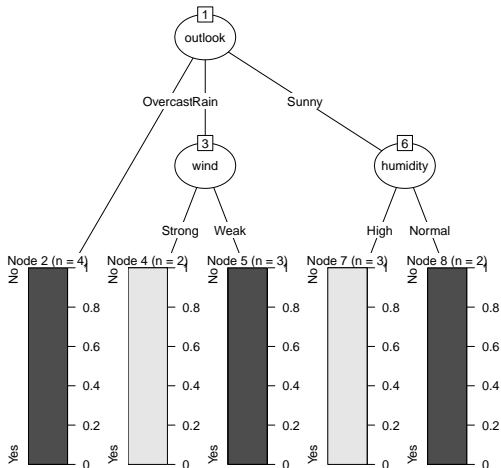 1
outlook
Overcast Rain Sunny
3 6
wind humidity
Strong Weak High Normal
Node 2 (n = 4) Node 4 (n = 2) Node 5 (n = 3) Node 7 (n = 3) Node 8 (n = 2)
No 1 No 1 No 1 No 1 No 1
0.8 0.8 0.8 0.8 0.8
0.6 0.6 0.6 0.6 0.6
0.4 0.4 0.4 0.4 0.4
0.2 0.2 0.2 0.2 0.2
Yes 0 Yes 0 Yes 0 Yes 0 Yes 0